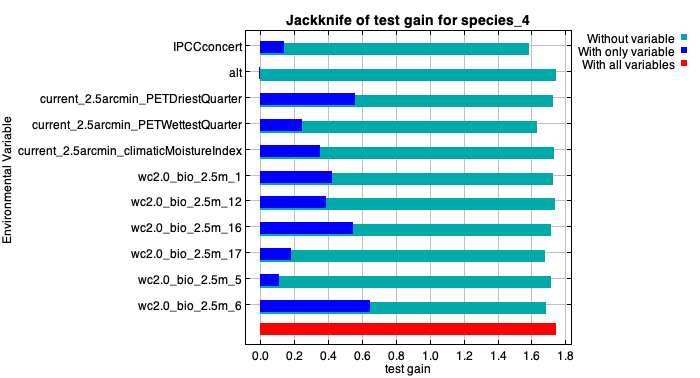 Jackknife of test gain for species_4
Without variable
With only variable
With all variables
Environmental Variable
IPCCconcert
alt
current_2.5arcmin_PETDriestQuarter
current_2.5arcmin_PETWettestQuarter
current_2.5arcmin_climaticMoistureIndex
wc2.0_bio_2.5m_1
wc2.0_bio_2.5m_12
wc2.0_bio_2.5m_16
wc2.0_bio_2.5m_17
wc2.0_bio_2.5m_5
wc2.0_bio_2.5m_6
0.0 0.2 0.4 0.6 0.8 1.0 1.2 1.4 1.6 1.8
test gain